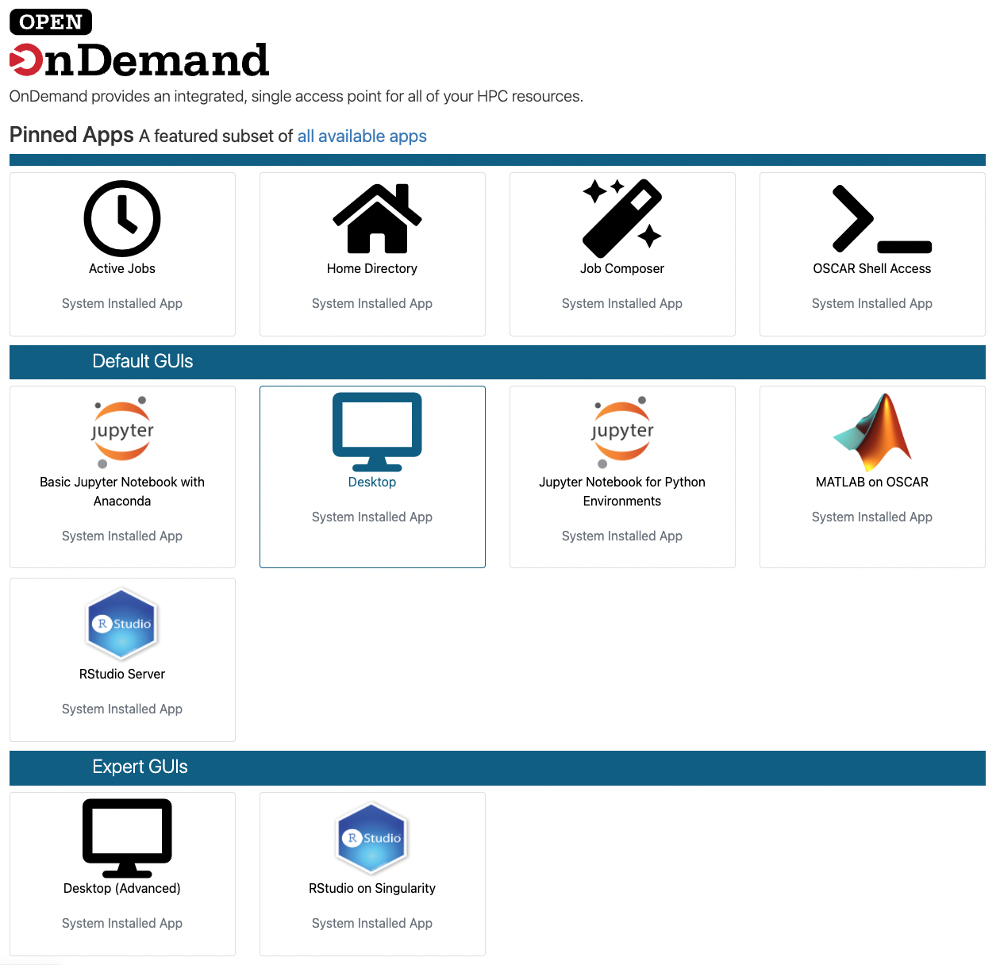 OPEN
OnDemand
OnDemand provides an integrated, single access point for all of your HPC resources.
Pinned Apps A featured subset of all available apps
Active Jobs
System Installed App
Home Directory
System Installed App
Job Composer
System Installed App
OSCAR Shell Access
System Installed App
Default GUIs
jupyter
Basic Jupyter Notebook with
Anaconda
System Installed App
Desktop
System Installed App
jupyter
Jupyter Notebook for Python
Environments
System Installed App
MATLAB on OSCAR
System Installed App
R Studio
RStudio Server
System Installed App
Expert GUIs
Desktop (Advanced)
System Installed App
R Studio
RStudio on Singularity
System Installed App